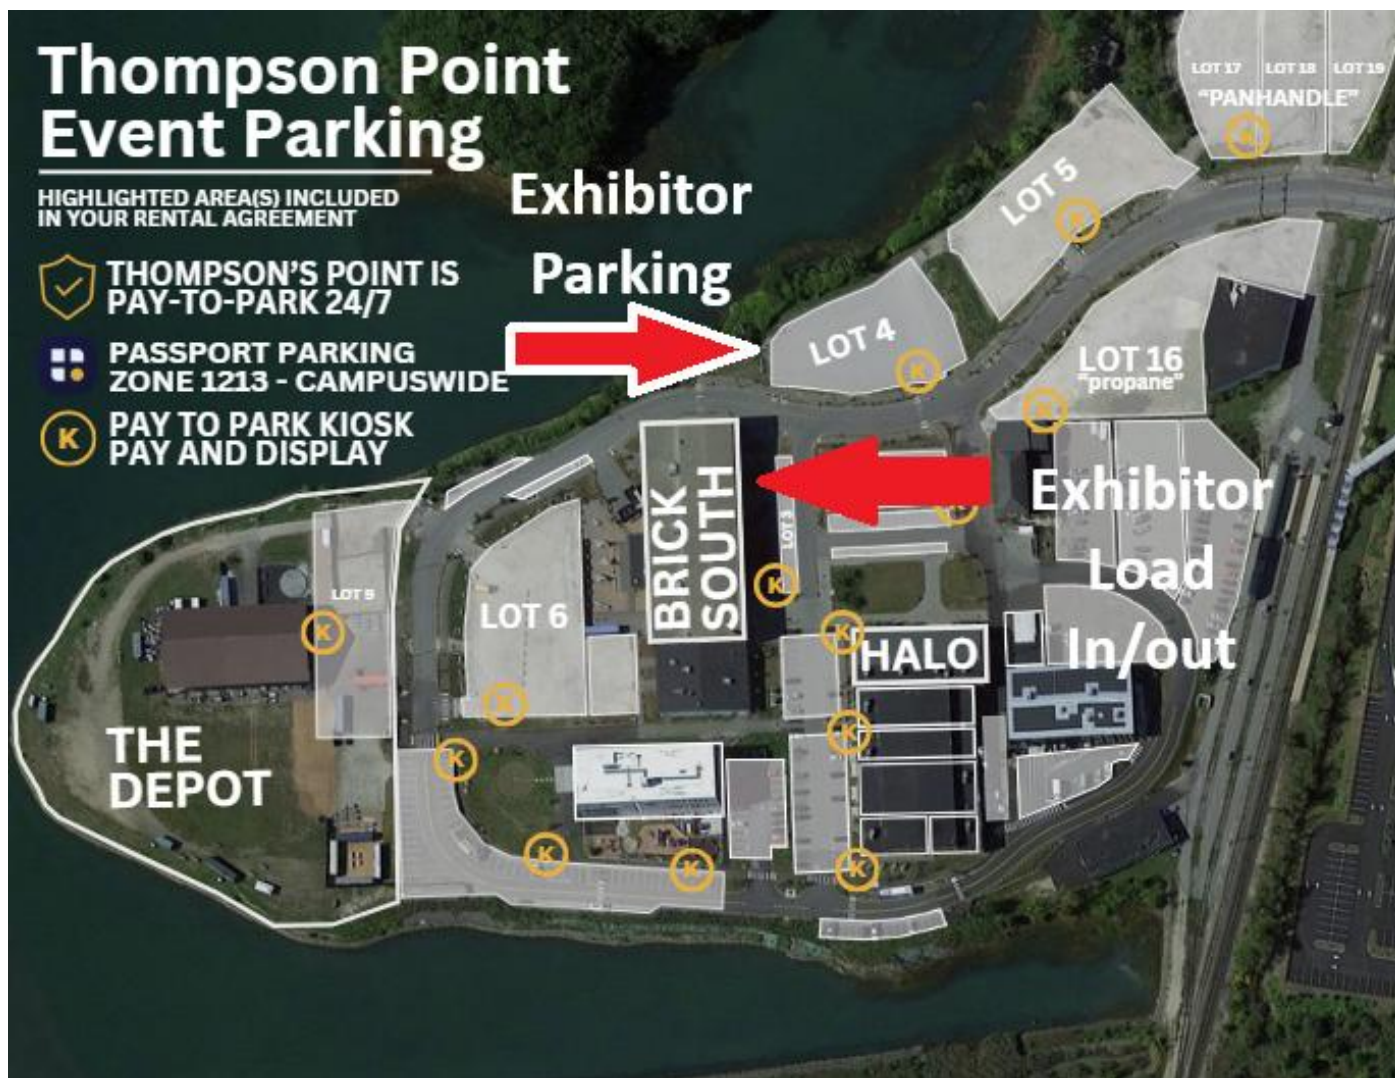 Thompson Point
Event Parking
HIGHLIGHTED AREA(S) INCLUDED
IN YOUR RENTAL AGREEMENT
THOMPSON'S POINT IS
PAY-TO-PARK 24/7
PASSPORT PARKING
ZONE 1213 - CAMPUSWIDE
K
PAY TO PARK KIOSK
PAY AND DISPLAY
Exhibitor
Parking
LOT 17
LOT 18
LOT 19
"PANHANDLE"
LOT 5
K
LOT 4
K
LOT 16
"propane"
K
BRICK
SOUTH
LOT 3
K
Exhibitor
Load
In/out
LOT 9
K
LOT 6
K
K
HALO
K
THE
DEPOT
K
K
K
K